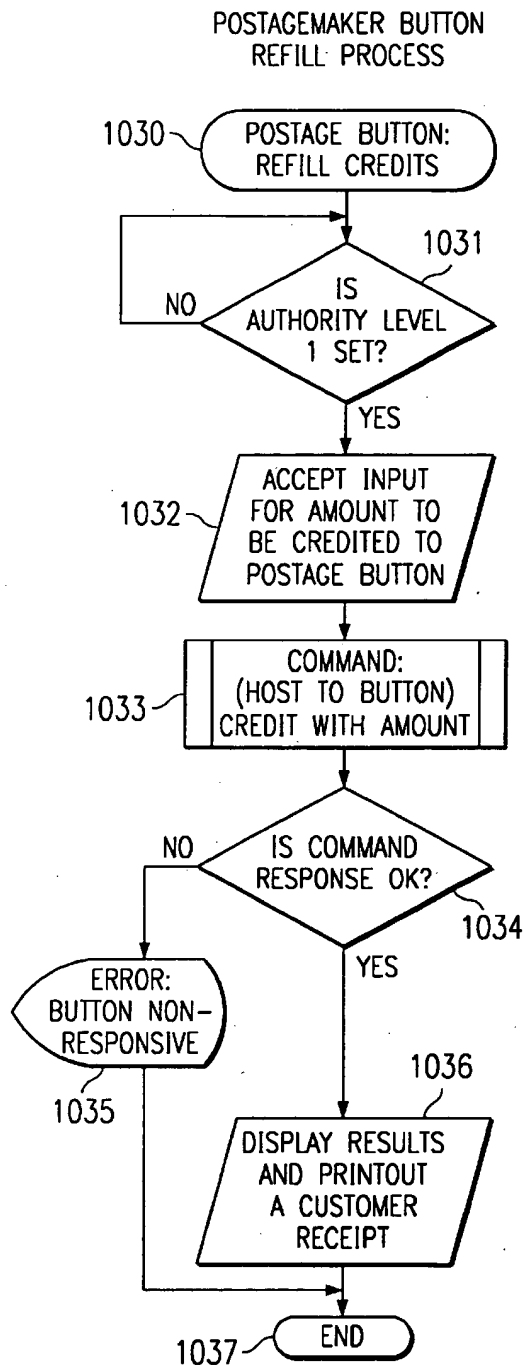 POSTAGEMAKER BUTTON
REFILL PROCESS
1030
POSTAGE BUTTON:
REFILL CREDITS
1031
IS
AUTHORITY LEVEL
1 SET?
NO
YES
1032
ACCEPT INPUT
FOR AMOUNT TO
BE CREDITED TO
POSTAGE BUTTON
1033
COMMAND:
(HOST TO BUTTON)
CREDIT WITH AMOUNT
NO
IS COMMAND
RESPONSE OK?
1034
YES
ERROR:
BUTTON NON-
RESPONSIVE
1035
1036
DISPLAY RESULTS
AND PRINTOUT
A CUSTOMER
RECEIPT
1037
END